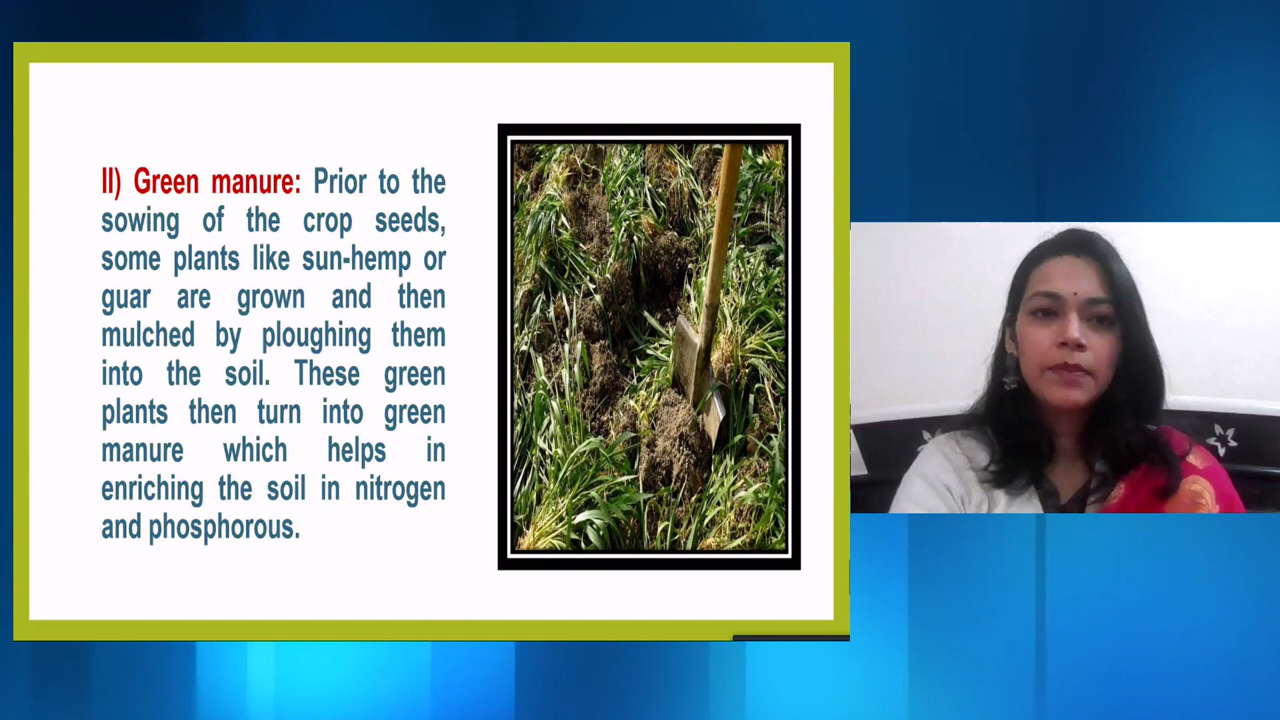 II) Green manure: Prior to the
sowing of the crop seeds,
some plants like sun-hemp or
guar are grown and then
mulched by ploughing them
into the soil. These green
plants then turn into green
manure which helps in
enriching the soil in nitrogen
and phosphorous.